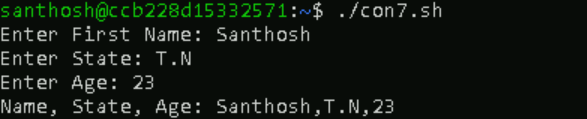 santhosh@ccb228d15332571:~$ ./con7.sh
Enter First Name: Santhosh
Enter State: T.N
Enter Age: 23
Name, State, Age: Santhosh,T.N,23